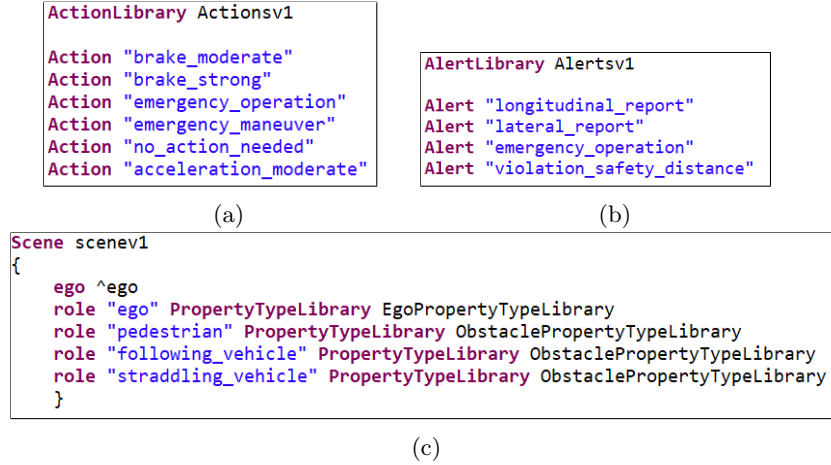 ActionLibrary Actionsv1
Action "brake_moderate"
Action "brake_strong"
Action "emergency_operation"
Action "emergency_maneuver"
Action "no_action_needed"
Action "acceleration_moderate"
(a)
AlertLibrary Alertsv1
Alert "longitudinal_report"
Alert "lateral_report"
Alert "emergency_operation"
Alert "violation_safety_distance"
(b)
Scene scenev1
{
ego ^ego
role "ego" PropertyTypeLibrary EgoPropertyTypeLibrary
role "pedestrian" PropertyTypeLibrary ObstaclePropertyTypeLibrary
role "following_vehicle" PropertyTypeLibrary ObstaclePropertyTypeLibrary
role "straddling_vehicle" PropertyTypeLibrary ObstaclePropertyTypeLibrary
}
(c)